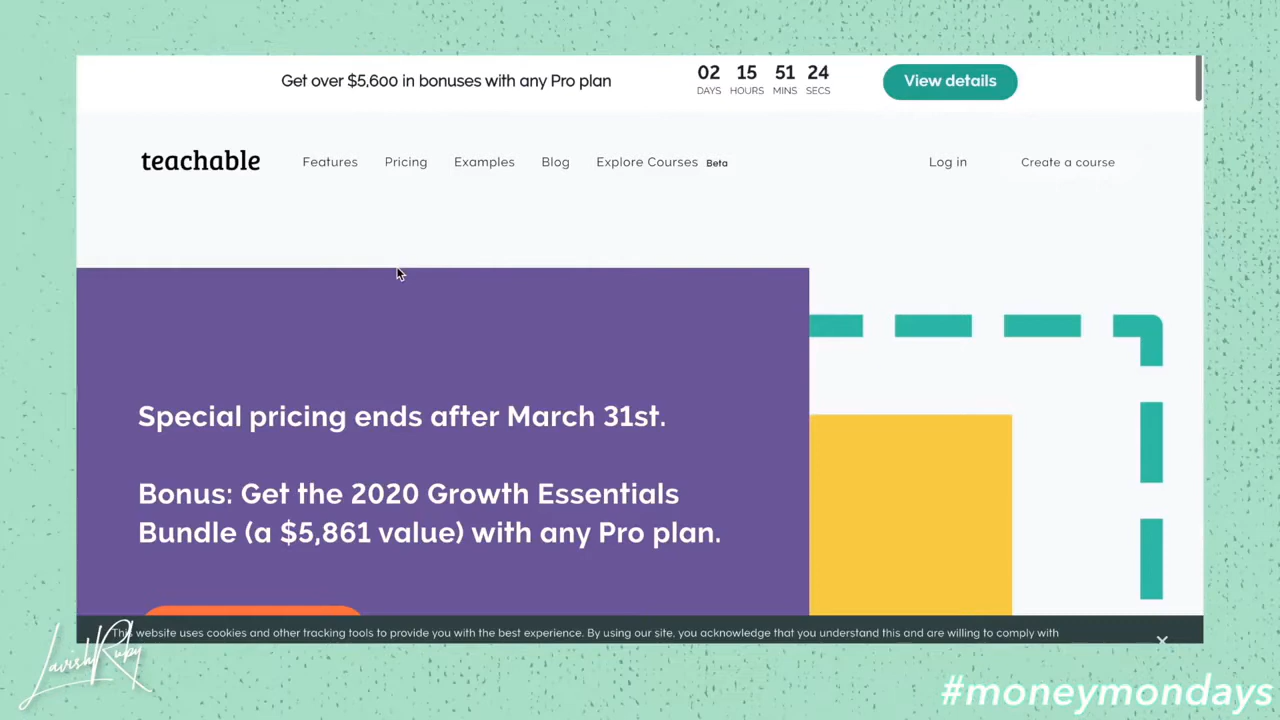 Get over $5,600 in bonuses with any Pro plan
02 15 51 24
DAYS HOURS MINS SECS
View details
teachable
Features Pricing Examples Blog Explore Courses Beta
Log in Create a course
Special pricing ends after March 31st.
Bonus: Get the 2020 Growth Essentials
Bundle (a $5,861 value) with any Pro plan.
This website uses cookies and other tracking tools to provide you with the best experience. By using our site, you acknowledge that you understand this and are willing to comply with
LavishRuby
#moneymondays